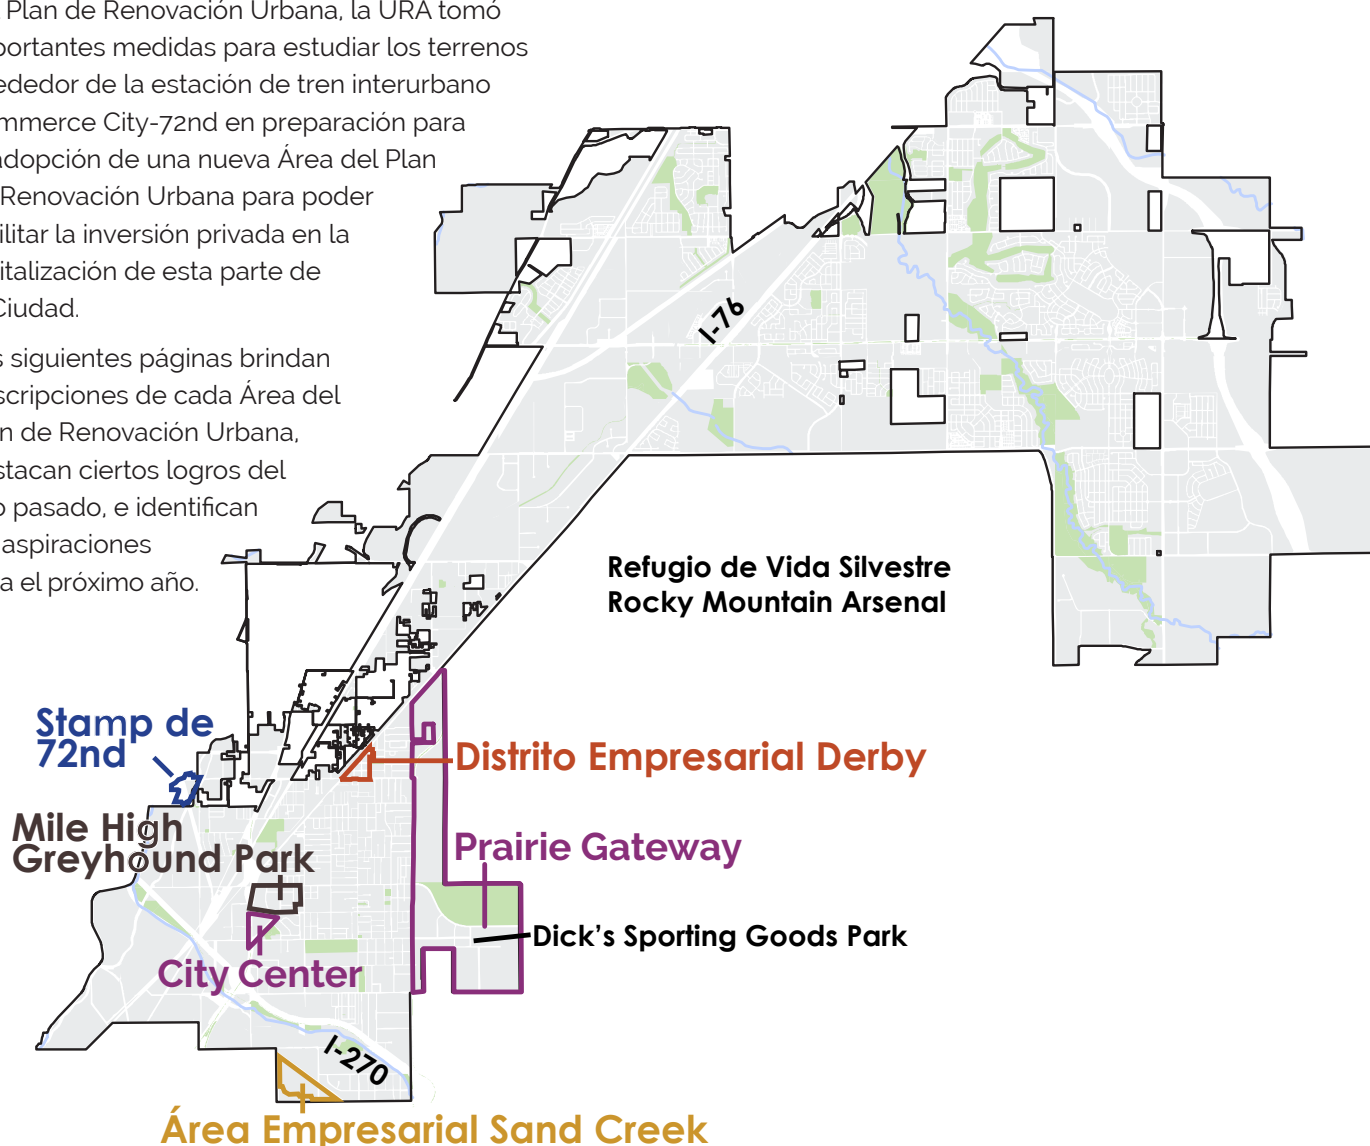 Plan de Renovación Urbana, la URA tomó
portantes medidas para estudiar los terrenos
ededor de la estación de tren interurbano
mmerce City-72nd en preparación para
adopción de una nueva Área del Plan
Renovación Urbana para poder
ilitar la inversión privada en la
italización de esta parte de
Ciudad.
s siguientes páginas brindan
scripciones de cada Área del
n de Renovación Urbana,
stacan ciertos logros del
o pasado, e identifican
aspiraciones
a el próximo año.
I-76
Refugio de Vida Silvestre
Rocky Mountain Arsenal
Stamp de
72nd
Distrito Empresarial Derby
Mile High
Greyhound Park
Prairie Gateway
Dick's Sporting Goods Park
City Center
I-270
Área Empresarial Sand Creek